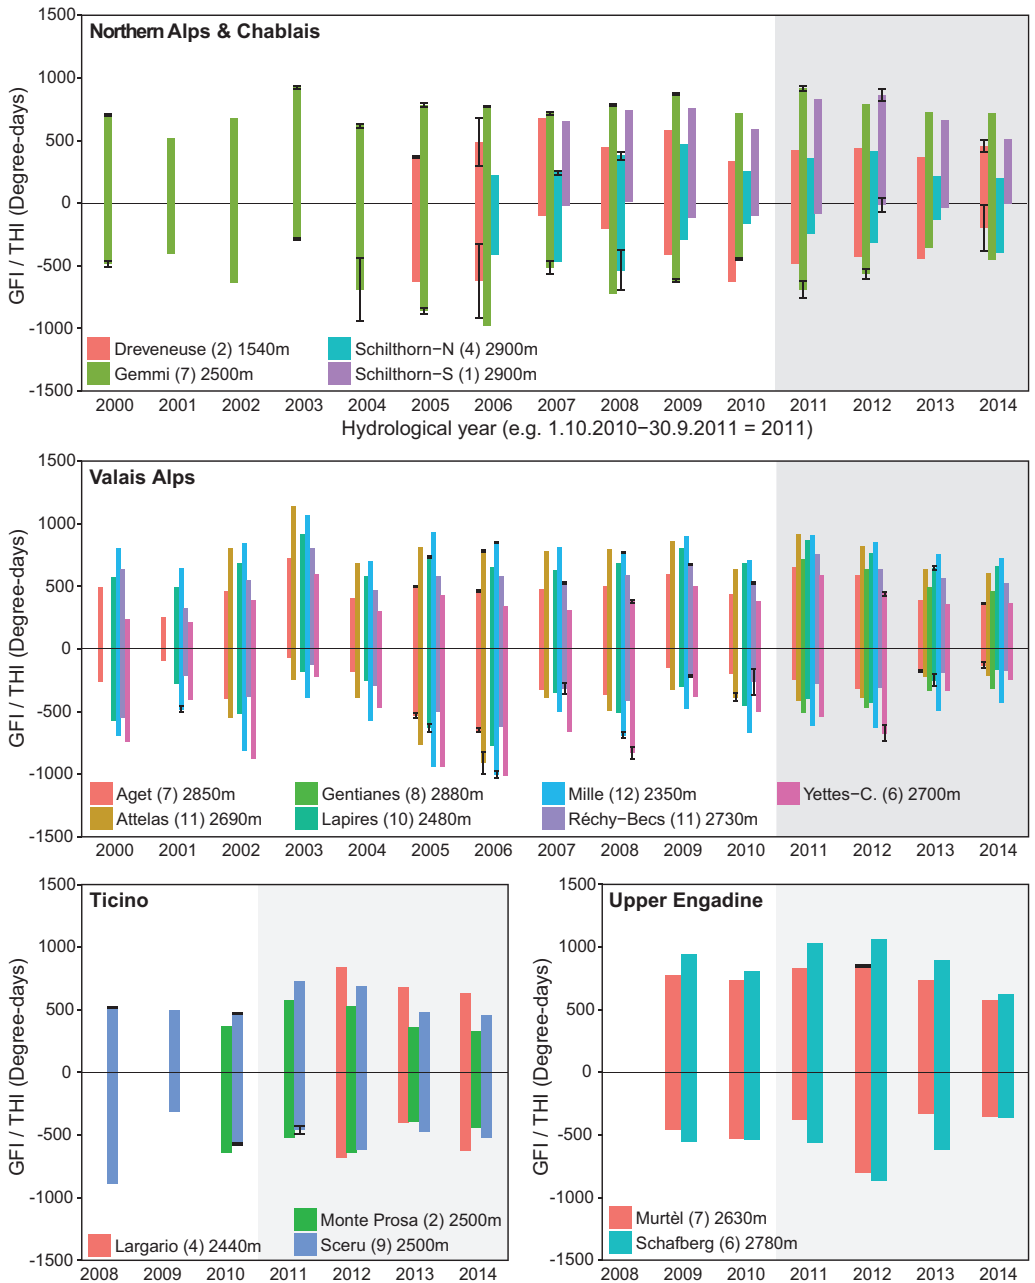 Northern Alps & Chablais
GFI / THI (Degree-days)
1500
1000
500
0
-500
-1000
-1500
Dreveneuse (2) 1540m
Schilthorn−N (4) 2900m
Gemmi (7) 2500m
Schilthorn−S (1) 2900m
2000 2001 2002 2003 2004 2005 2006 2007 2008 2009 2010 2011 2012 2013 2014
Hydrological year (e.g. 1.10.2010−30.9.2011 = 2011)
Valais Alps
GFI / THI (Degree-days)
1500
1000
500
0
-500
-1000
-1500
Aget (7) 2850m
Gentianes (8) 2880m
Mille (12) 2350m
Yettes−C. (6) 2700m
Attelas (11) 2690m
Lapires (10) 2480m
Réchy−Becs (11) 2730m
2000 2001 2002 2003 2004 2005 2006 2007 2008 2009 2010 2011 2012 2013 2014
Ticino
GFI / THI (Degree-days)
1500
1000
500
0
-500
-1000
-1500
Monte Prosa (2) 2500m
Largario (4) 2440m
Sceru (9) 2500m
2008 2009 2010 2011 2012 2013 2014
Upper Engadine
GFI / THI (Degree-days)
1500
1000
500
0
-500
-1000
-1500
Murtèl (7) 2630m
Schafberg (6) 2780m
2008 2009 2010 2011 2012 2013 2014